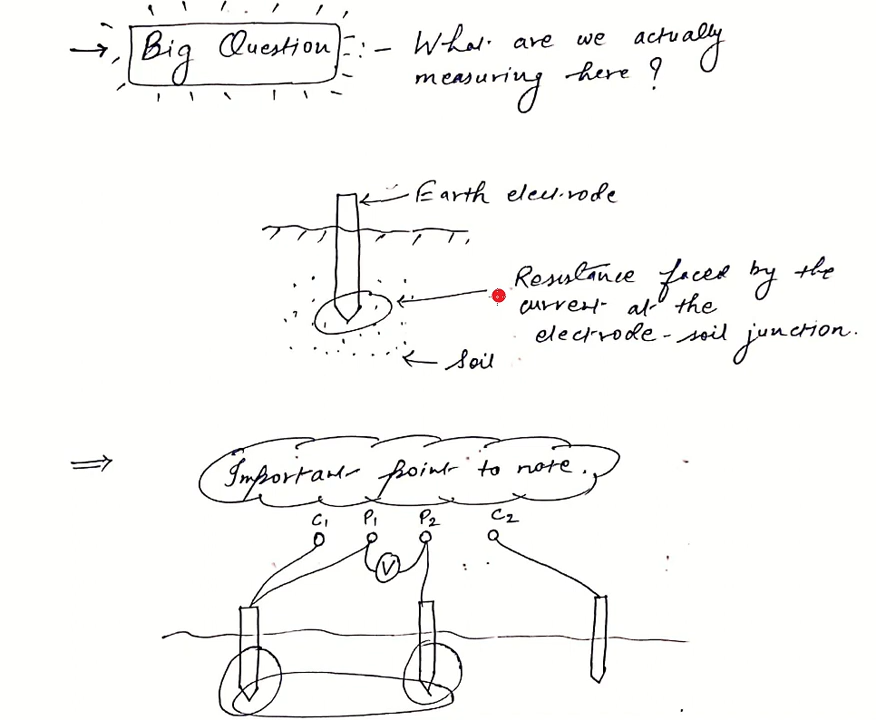 → Big Question :- What are we actually
measuring here ?
Earth electrode
Resistance faced by the
current at the
electrode-soil junction.
Soil
⇒ Important point to note.
C1 P1 P2 C2
V